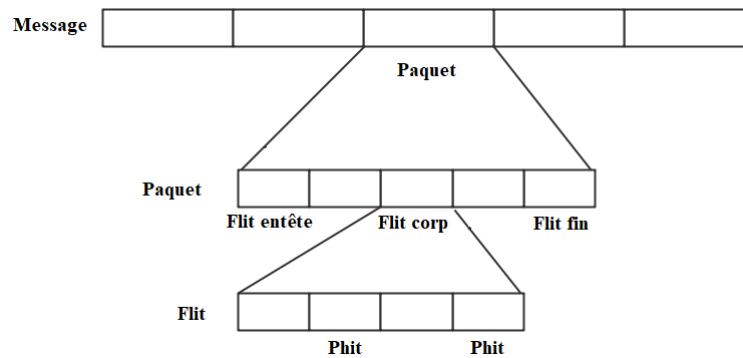 Message
Paquet
Paquet
Flit entête Flit corp Flit fin
Flit
Phit Phit